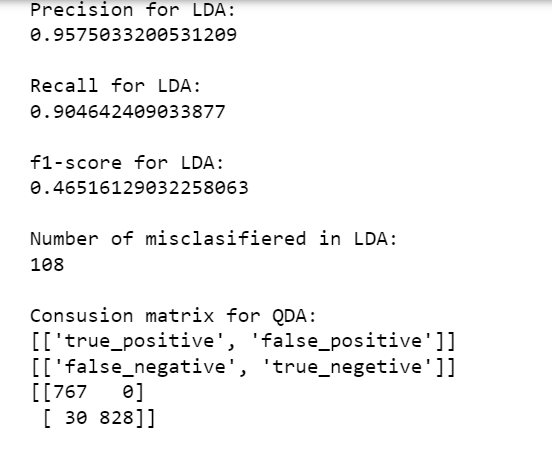 Precision for LDA:
0.9575033200531209
Recall for LDA:
0.904642409033877
f1-score for LDA:
0.46516129032258063
Number of misclasifiered in LDA:
108
Consusion matrix for QDA:
[['true_positive', 'false_positive']]
[['false_negative', 'true_negetive']]
[[767   0]
 [ 30 828]]